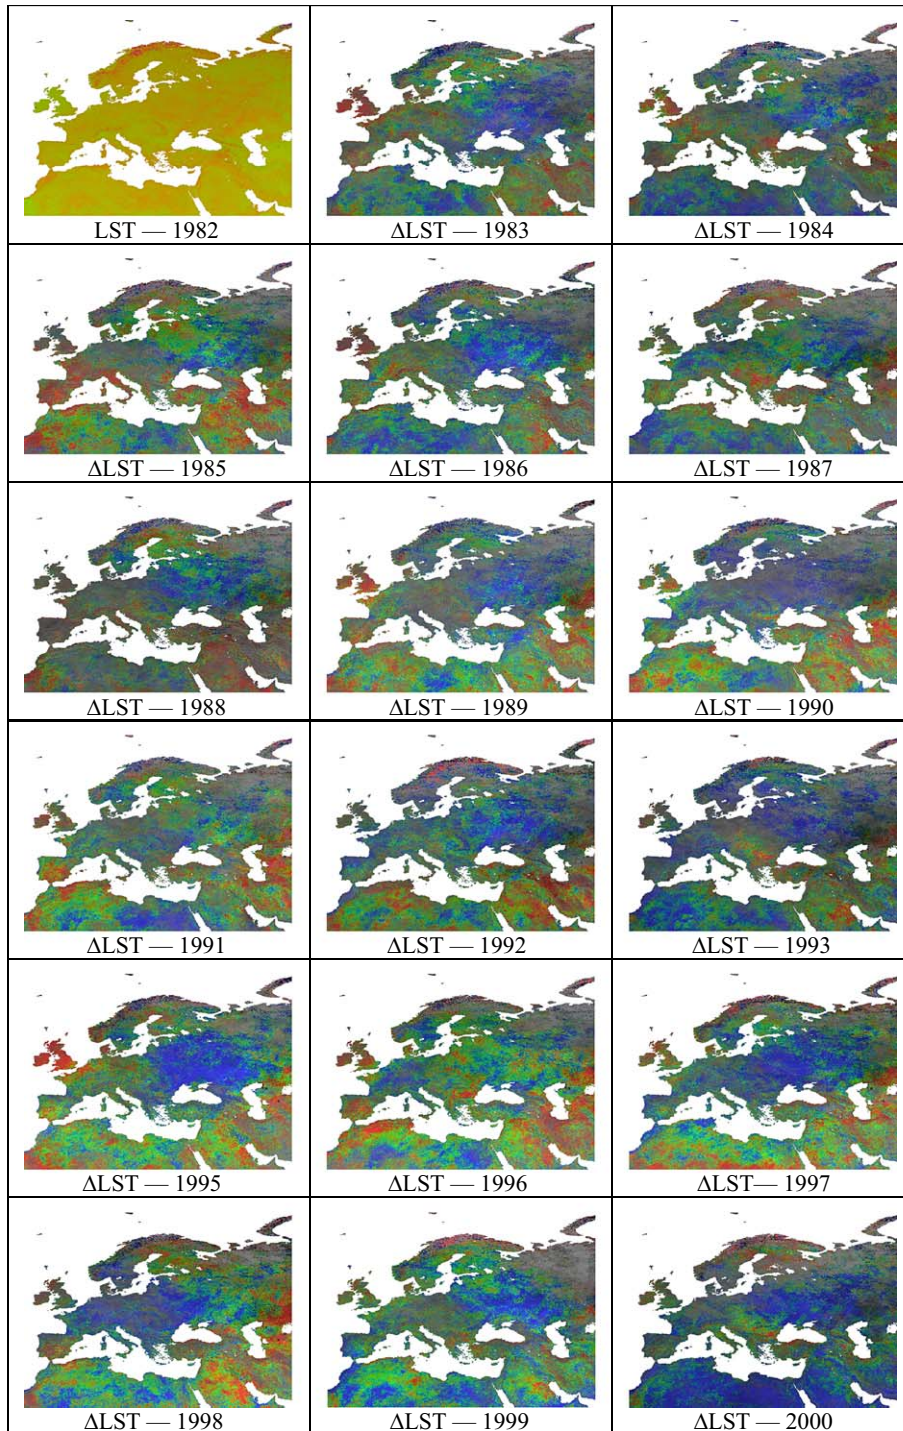 LST — 1982
ΔLST — 1983
ΔLST — 1984
ΔLST — 1985
ΔLST — 1986
ΔLST — 1987
ΔLST — 1988
ΔLST — 1989
ΔLST — 1990
ΔLST — 1991
ΔLST — 1992
ΔLST — 1993
ΔLST — 1995
ΔLST — 1996
ΔLST— 1997
ΔLST — 1998
ΔLST — 1999
ΔLST — 2000